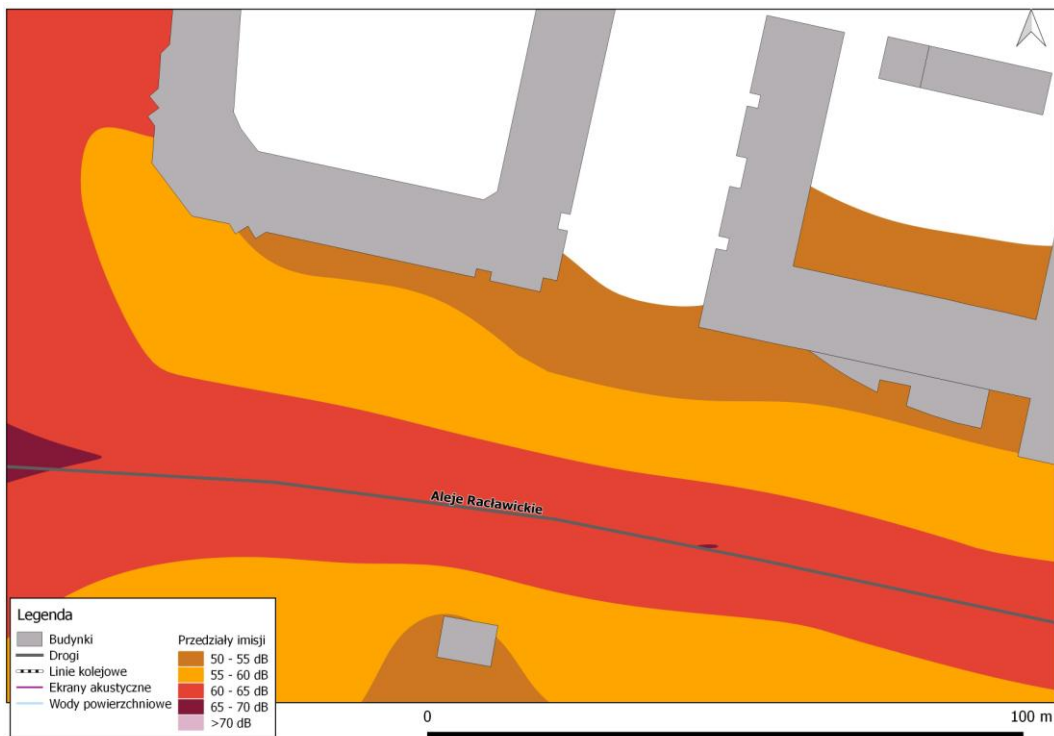 Aleje Racławickie
Legenda
Budynki
Drogi
Linie kolejowe
Ekrany akustyczne
Wody powierzchniowe
Przedziały imisji
50 - 55 dB
55 - 60 dB
60 - 65 dB
65 - 70 dB
>70 dB
0
100 m